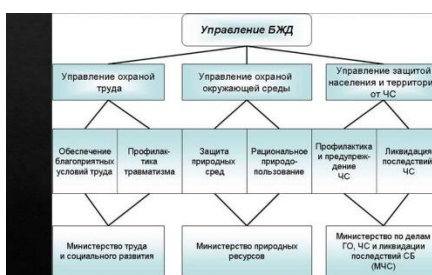 Управление БЖД
Управление охраной
труда
Управление охраной
окружающей среды
Управление защитой
населения и территорий
от ЧС
Обеспечение
благоприятных
условий труда
Профилак-
тика
травматизма
Защита
природных
сред
Рациональное
природо-
пользование
Профилактика
и предупреж-
дение
ЧС
Ликвидация
последствий
ЧС
Министерство труда
и социального развития
Министерство природных
ресурсов
Министерство по делам
ГО, ЧС и ликвидации
последствий СБ
(МЧС)